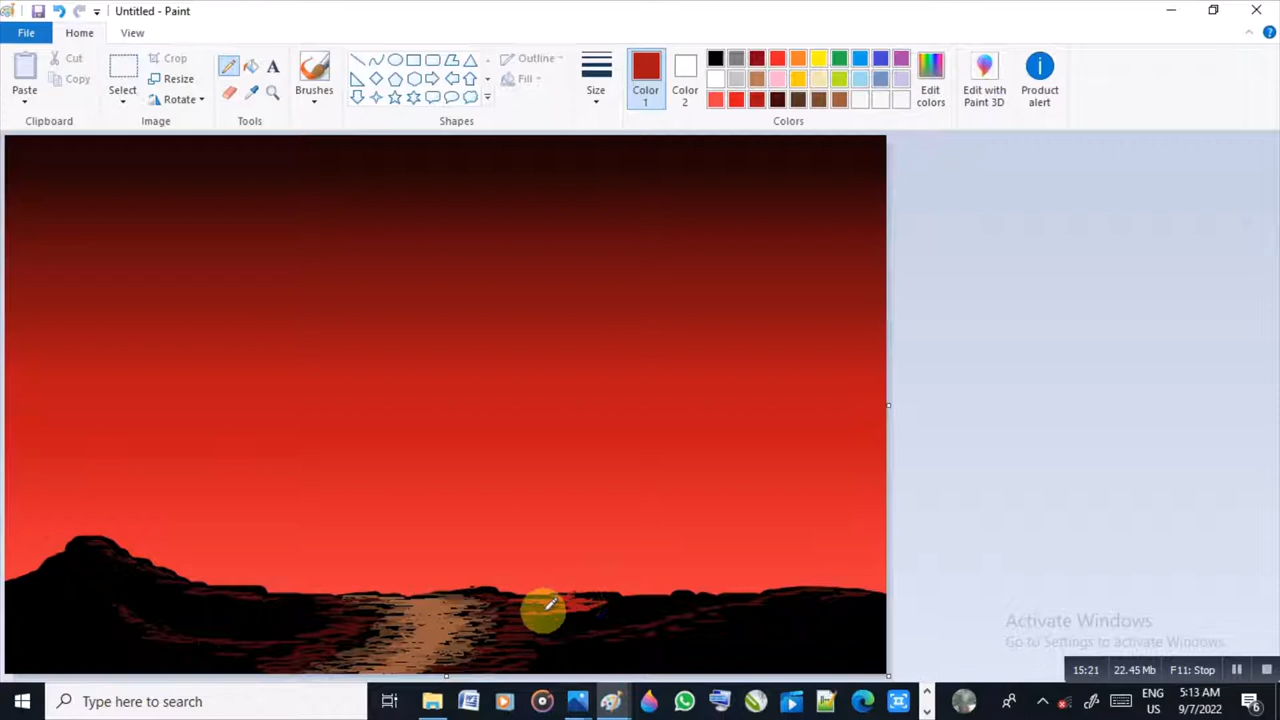 Untitled - Paint
File
Home
View
Paste
Cut
Copy
Clipboard
Select
Crop
Resize
Rotate
Image
A
Tools
Brushes
Outline
Fill
Shapes
Size
Color 1
Color 2
Edit colors
Colors
Edit with Paint 3D
Product alert
Activate Windows
Go to Settings to activate Windows.
15:21
22.45 Mb
F11: Stop
Type here to search
ENG
US
5:13 AM
9/7/2022
6